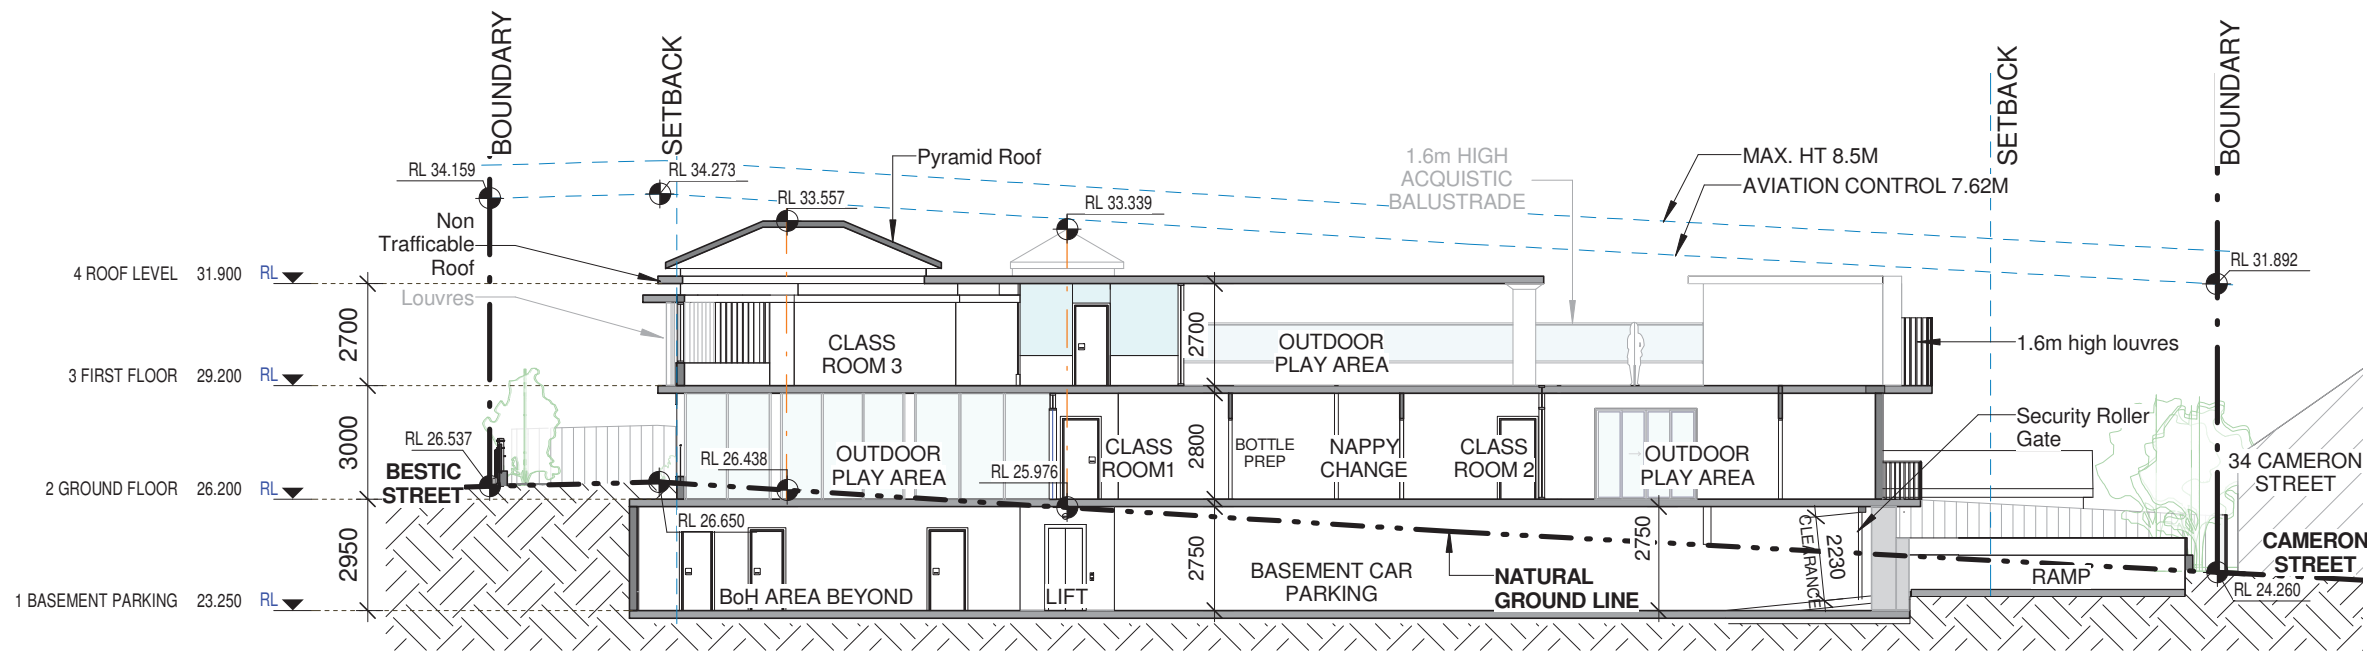 BOUNDARY
SETBACK
SETBACK
BOUNDARY
RL 34.159
RL 34.273
RL 33.557
Pyramid Roof
RL 33.339
1.6m HIGH
ACQUISTIC
BALUSTRADE
MAX. HT 8.5M
AVIATION CONTROL 7.62M
Non
Trafficable
Roof
Louvres
RL 31.892
4 ROOF LEVEL 31.900 RL
2700
CLASS
ROOM 3
2700
OUTDOOR
PLAY AREA
1.6m high louvres
3 FIRST FLOOR 29.200 RL
3000
RL 26.537
BESTIC
STREET
RL 26.438
OUTDOOR
PLAY AREA
RL 25.976
CLASS
ROOM1
2800
BOTTLE
PREP
NAPPY
CHANGE
CLASS
ROOM 2
OUTDOOR
PLAY AREA
Security Roller
Gate
34 CAMERON
STREET
2 GROUND FLOOR 26.200 RL
RL 26.650
2950
BoH AREA BEYOND
LIFT
2750
BASEMENT CAR
PARKING
NATURAL
GROUND LINE
2750
CLEARANCE
2230
RAMP
CAMERON
STREET
RL 24.260
1 BASEMENT PARKING 23.250 RL